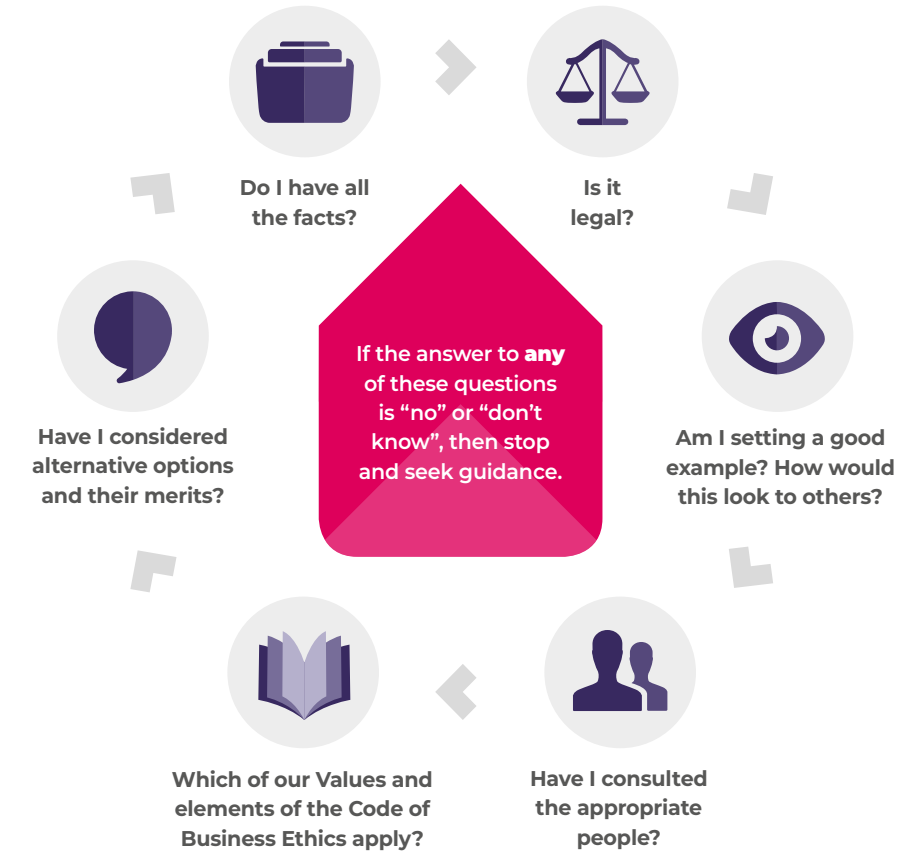 Do I have all
the facts?
Is it
legal?
Am I setting a good
example? How would
this look to others?
Have I consulted
the appropriate
people?
Which of our Values and
elements of the Code of
Business Ethics apply?
Have I considered
alternative options
and their merits?
If the answer to any
of these questions
is “no” or “don’t
know”, then stop
and seek guidance.